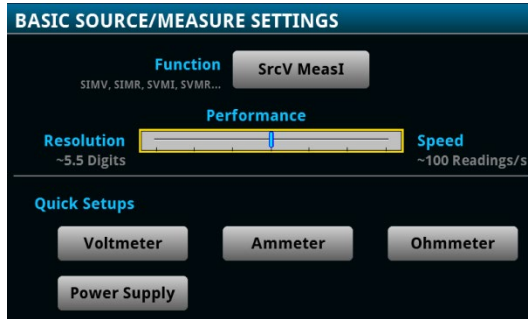 BASIC SOURCE/MEASURE SETTINGS
Function
SrcV MeasI
SIMV, SIMR, SVMI, SVMR...
Performance
Resolution
Speed
~5.5 Digits
~100 Readings/s
Quick Setups
Voltmeter
Ammeter
Ohmmeter
Power Supply